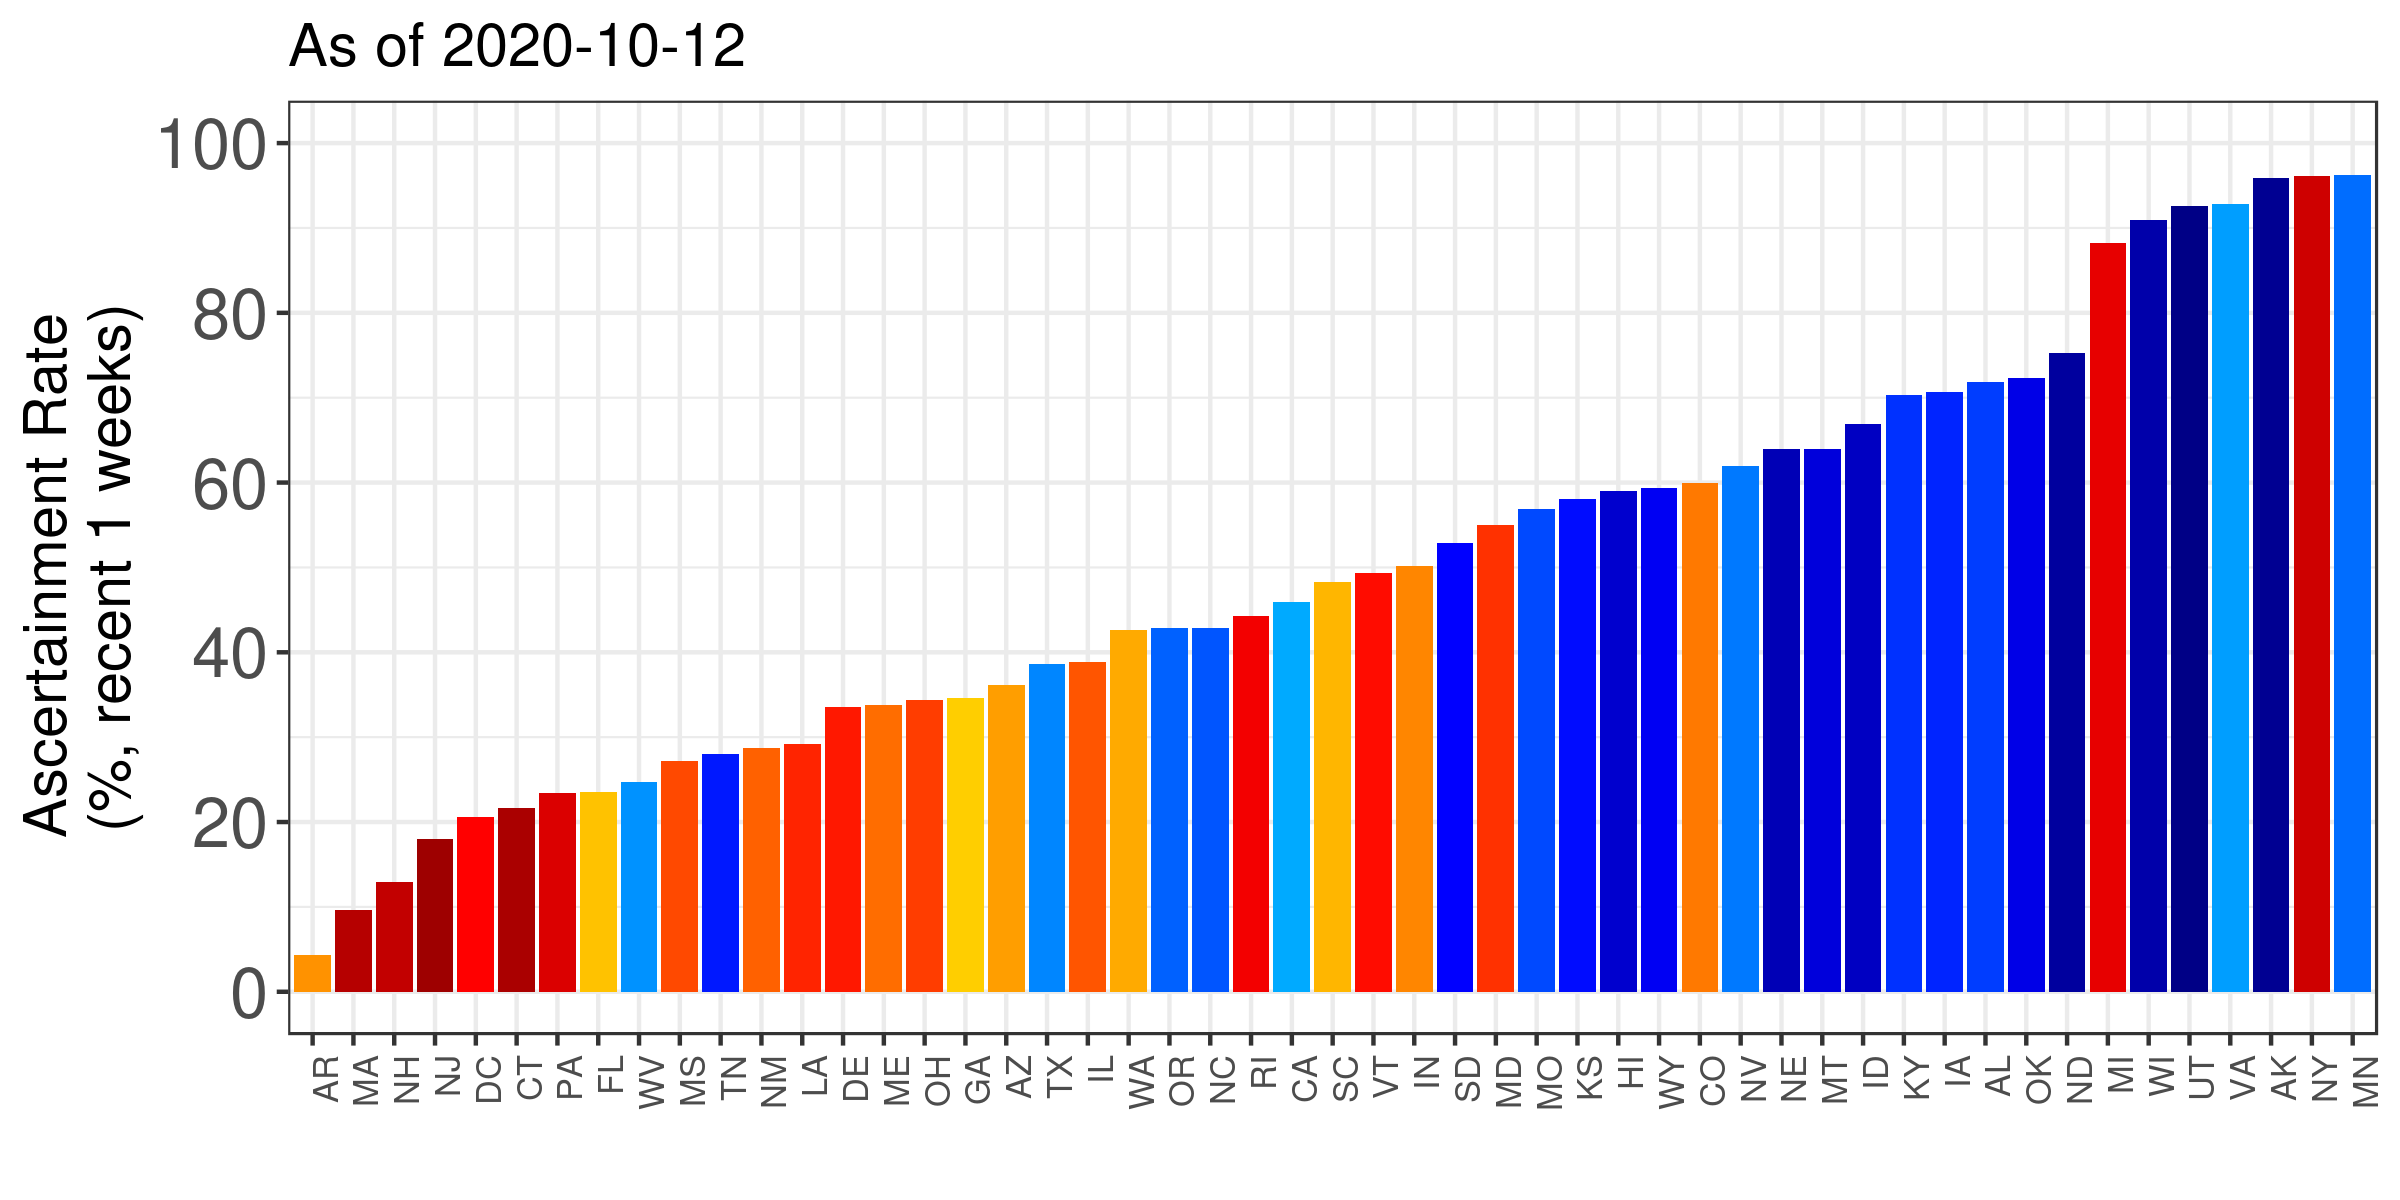 As of 2020-10-12
Ascertainment Rate
(%, recent 1 weeks)
100
80
60
40
20
0
AR MA NH NJ DC CT PA FL WV MS TN NM LA DE ME OH GA AZ TX IL WA OR NC RI CA SC VT IN SD MD MO KS HI WY CO NV NE MT ID KY IA AL OK ND MI WI UT VA AK NY MN